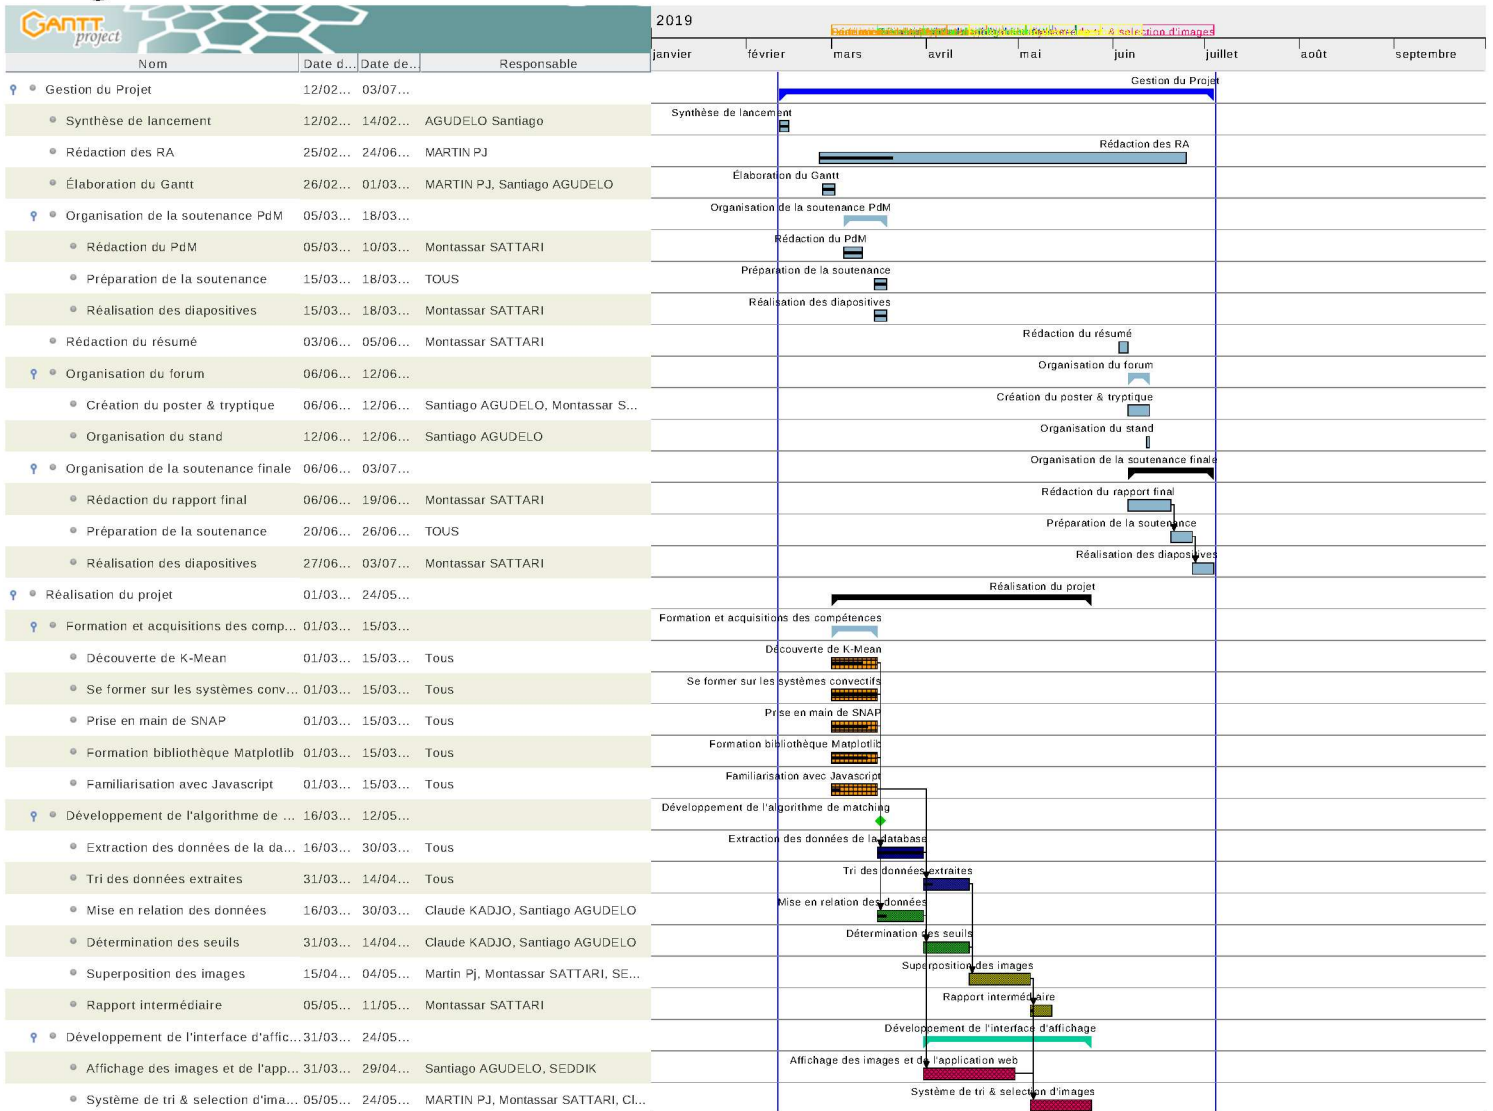 GANTT
project
2019
janvier février mars avril mai juin juillet août septembre
Nom Date d... Date de... Responsable
Gestion du Projet 12/02... 03/07... Gestion du Projet
Synthèse de lancement 12/02... 14/02... AGUDELO Santiago Synthèse de lancement
Rédaction des RA 25/02... 24/06... MARTIN PJ Rédaction des RA
Élaboration du Gantt 26/02... 01/03... MARTIN PJ, Santiago AGUDELO Élaboration du Gantt
Organisation de la soutenance PdM 05/03... 18/03... Organisation de la soutenance PdM
Rédaction du PdM 05/03... 10/03... Montassar SATTARI Rédaction du PdM
Préparation de la soutenance 15/03... 18/03... TOUS Préparation de la soutenance
Réalisation des diapositives 15/03... 18/03... Montassar SATTARI Réalisation des diapositives
Rédaction du résumé 03/06... 05/06... Montassar SATTARI Rédaction du résumé
Organisation du forum 06/06... 12/06... Organisation du forum
Création du poster & tryptique 06/06... 12/06... Santiago AGUDELO, Montassar S... Création du poster & tryptique
Organisation du stand 12/06... 12/06... Santiago AGUDELO Organisation du stand
Organisation de la soutenance finale 06/06... 03/07... Organisation de la soutenance finale
Rédaction du rapport final 06/06... 19/06... Montassar SATTARI Rédaction du rapport final
Préparation de la soutenance 20/06... 26/06... TOUS Préparation de la soutenance
Réalisation des diapositives 27/06... 03/07... Montassar SATTARI Réalisation des diapositives
Réalisation du projet 01/03... 24/05... Réalisation du projet
Formation et acquisitions des comp... 01/03... 15/03... Formation et acquisitions des compétences
Découverte de K-Mean 01/03... 15/03... Tous Découverte de K-Mean
Se former sur les systèmes conv... 01/03... 15/03... Tous Se former sur les systèmes convectifs
Prise en main de SNAP 01/03... 15/03... Tous Prise en main de SNAP
Formation bibliothèque Matplotlib 01/03... 15/03... Tous Formation bibliothèque Matplotlib
Familiarisation avec Javascript 01/03... 15/03... Tous Familiarisation avec Javascript
Développement de l'algorithme de ... 16/03... 12/05... Développement de l'algorithme de matching
Extraction des données de la da... 16/03... 30/03... Tous Extraction des données de la database
Tri des données extraites 31/03... 14/04... Tous Tri des données extraites
Mise en relation des données 16/03... 30/03... Claude KADJO, Santiago AGUDELO Mise en relation des données
Détermination des seuils 31/03... 14/04... Claude KADJO, Santiago AGUDELO Détermination des seuils
Superposition des images 15/04... 04/05... Martin Pj, Montassar SATTARI, SE... Superposition des images
Rapport intermédiaire 05/05... 11/05... Montassar SATTARI Rapport intermédiaire
Développement de l'interface d'affic... 31/03... 24/05... Développement de l'interface d'affichage
Affichage des images et de l'app... 31/03... 29/04... Santiago AGUDELO, SEDDIK Affichage des images et de l'application web
Système de tri & selection d'ima... 05/05... 24/05... MARTIN PJ, Montassar SATTARI, Cl... Système de tri & selection d'images